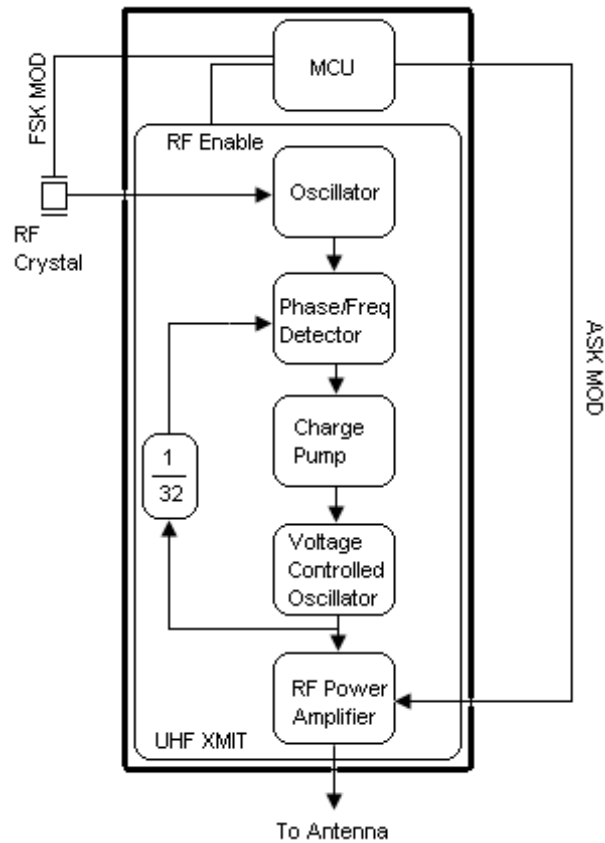 MCU
FSK MOD
RF Enable
Oscillator
RF
Crystal
Phase/Freq
Detector
ASK MOD
Charge
Pump
1
32
Voltage
Controlled
Oscillator
RF Power
Amplifier
UHF XMIT
To Antenna